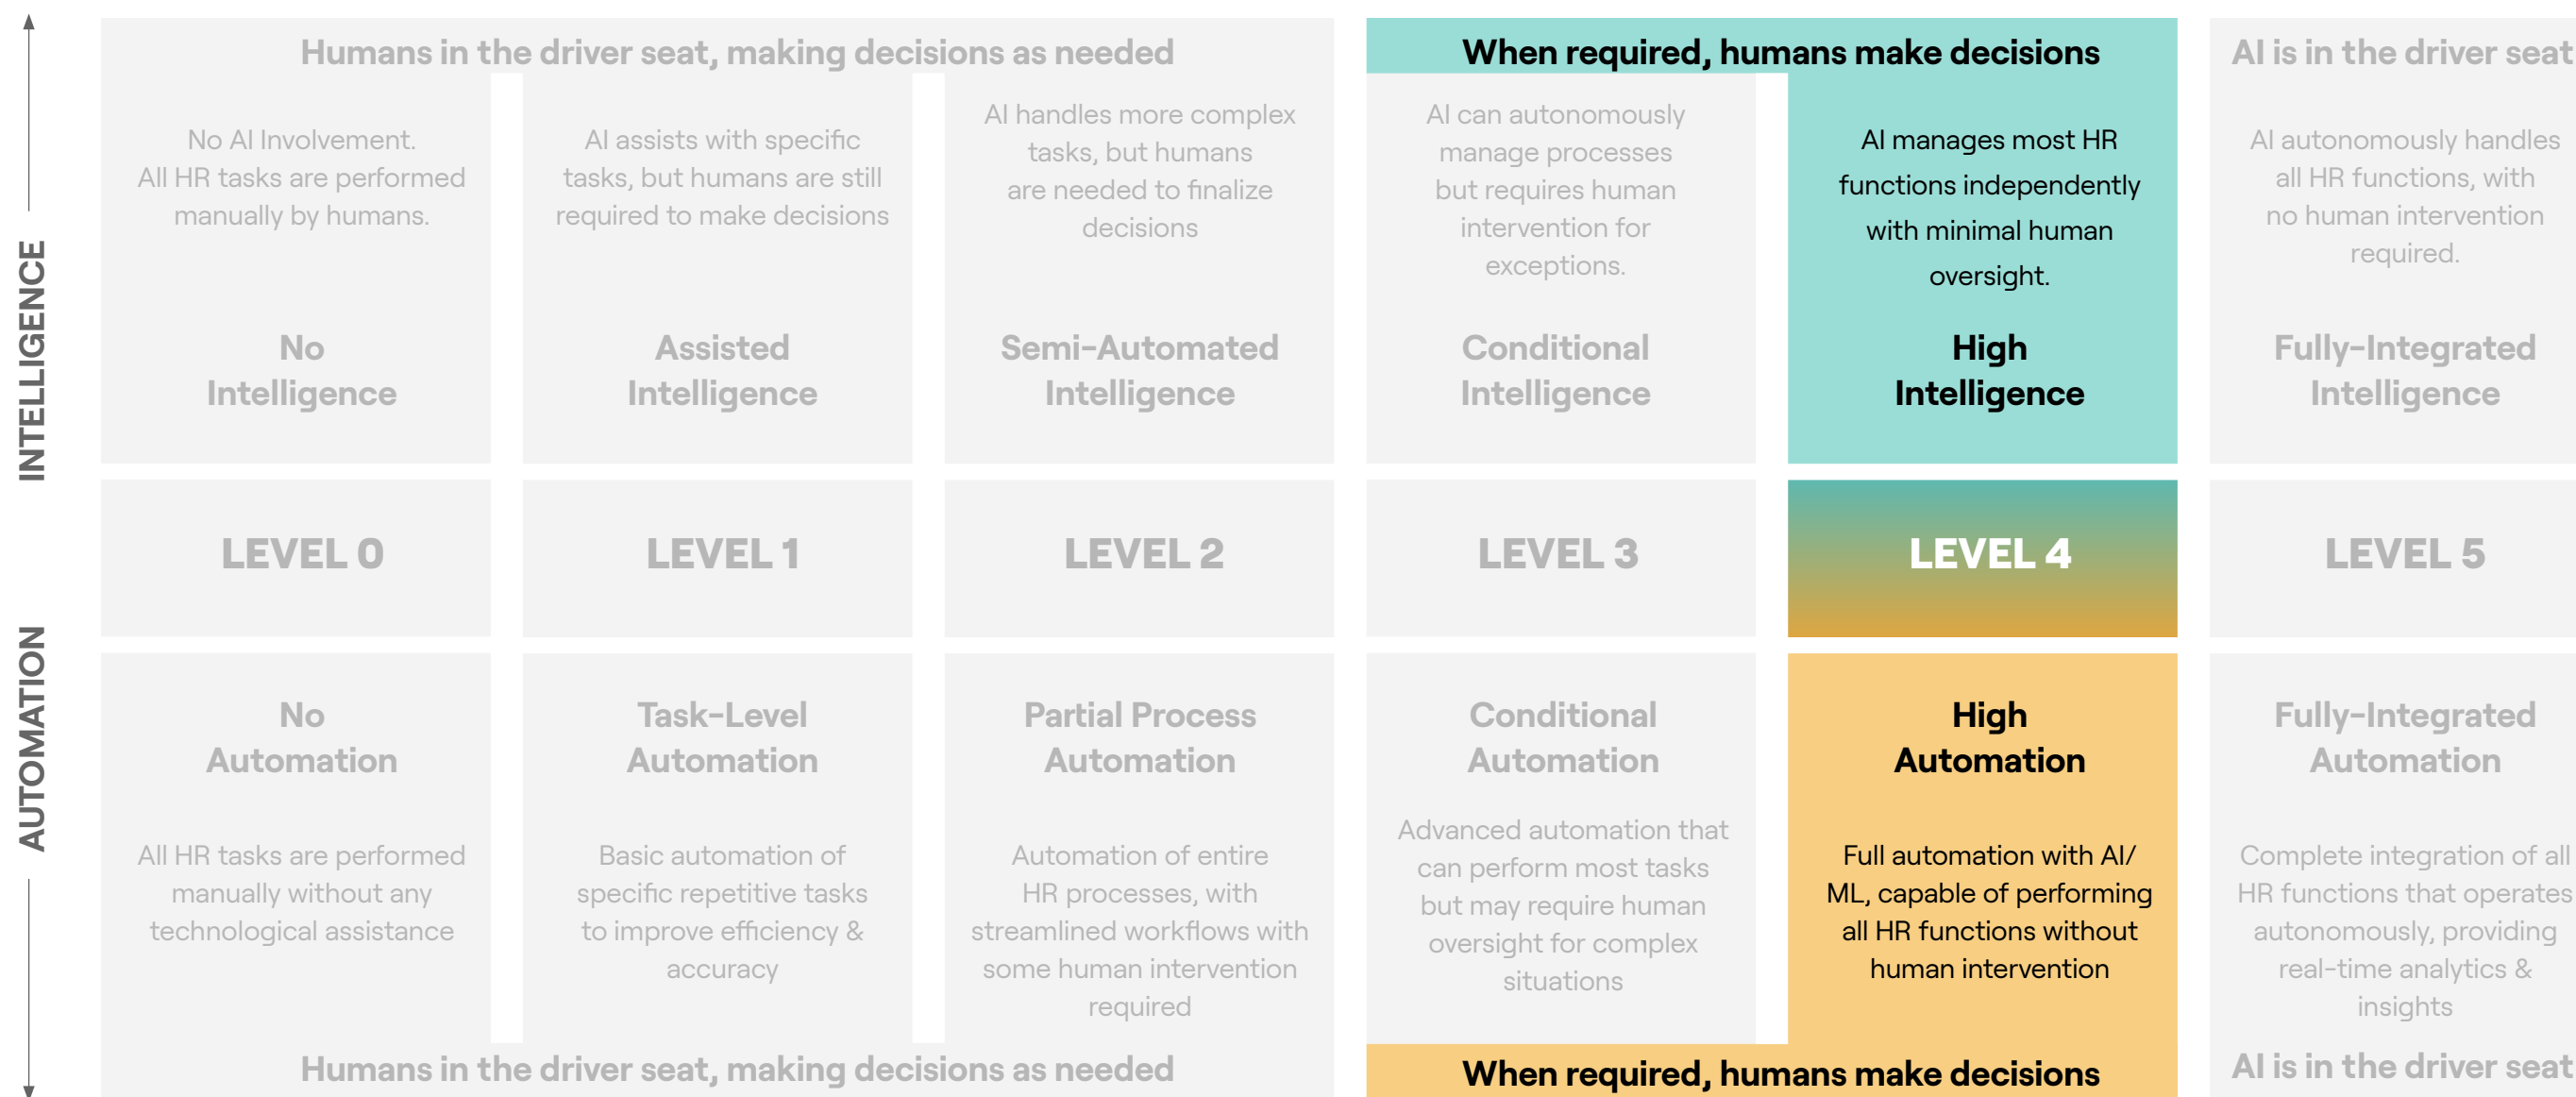 Humans in the driver seat, making decisions as needed
When required, humans make decisions
AI is in the driver seat
No AI Involvement.
All HR tasks are performed
manually by humans.
AI assists with specific
tasks, but humans are still
required to make decisions
AI handles more complex
tasks, but humans
are needed to finalize
decisions
AI can autonomously
manage processes
but requires human
intervention for
exceptions.
AI manages most HR
functions independently
with minimal human
oversight.
AI autonomously handles
all HR functions, with
no human intervention
required.
INTELLIGENCE
No
Intelligence
Assisted
Intelligence
Semi-Automated
Intelligence
Conditional
Intelligence
High
Intelligence
Fully-Integrated
Intelligence
LEVEL 0
LEVEL 1
LEVEL 2
LEVEL 3
LEVEL 4
LEVEL 5
AUTOMATION
No
Automation
Task-Level
Automation
Partial Process
Automation
Conditional
Automation
High
Automation
Fully-Integrated
Automation
All HR tasks are performed
manually without any
technological assistance
Basic automation of
specific repetitive tasks
to improve efficiency &
accuracy
Automation of entire
HR processes, with
streamlined workflows with
some human intervention
required
Advanced automation that
can perform most tasks
but may require human
oversight for complex
situations
Full automation with AI/
ML, capable of performing
all HR functions without
human intervention
Complete integration of all
HR functions that operates
autonomously, providing
real-time analytics &
insights
Humans in the driver seat, making decisions as needed
When required, humans make decisions
AI is in the driver seat